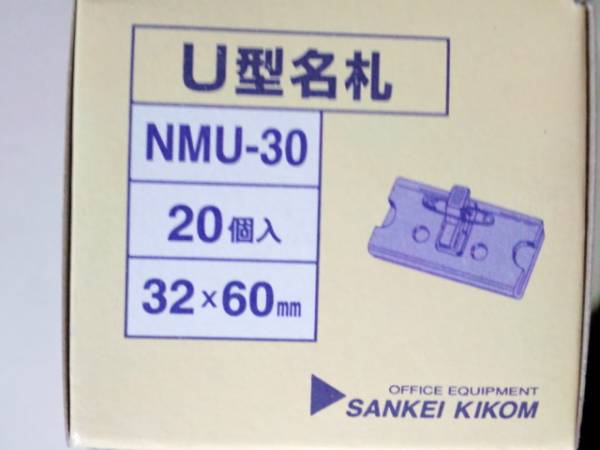 U型名札
NMU-30
20個入
32×60mm
OFFICE EQUIPMENT
SANKEI KIKOM